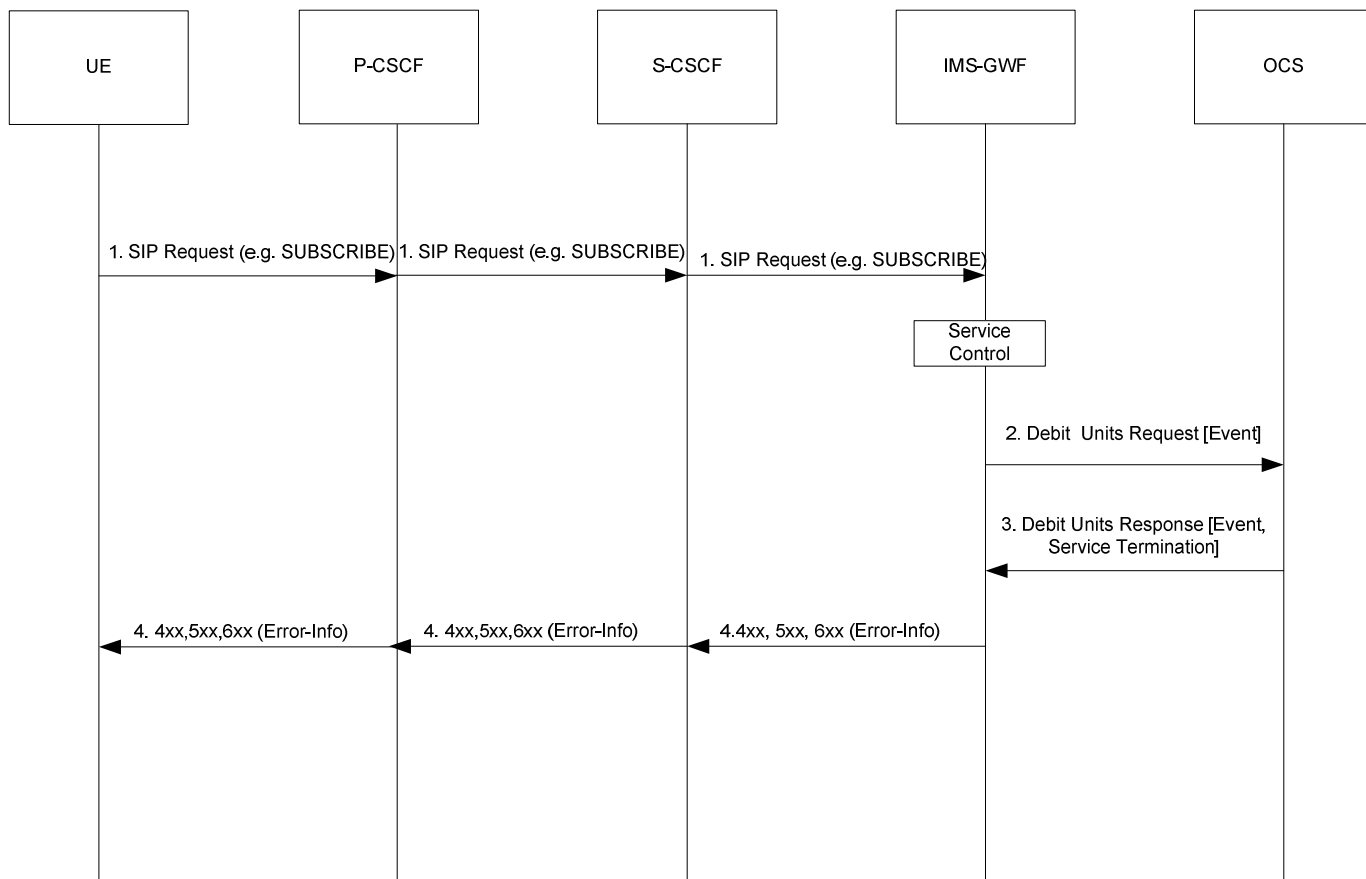 UE
P-CSCF
S-CSCF
IMS-GWF
OCS
1. SIP Request (e.g. SUBSCRIBE)
1. SIP Request (e.g. SUBSCRIBE)
1. SIP Request (e.g. SUBSCRIBE)
Service
Control
2. Debit Units Request [Event]
3. Debit Units Response [Event,
Service Termination]
4. 4xx,5xx,6xx (Error-Info)
4. 4xx,5xx,6xx (Error-Info)
4.4xx, 5xx, 6xx (Error-Info)